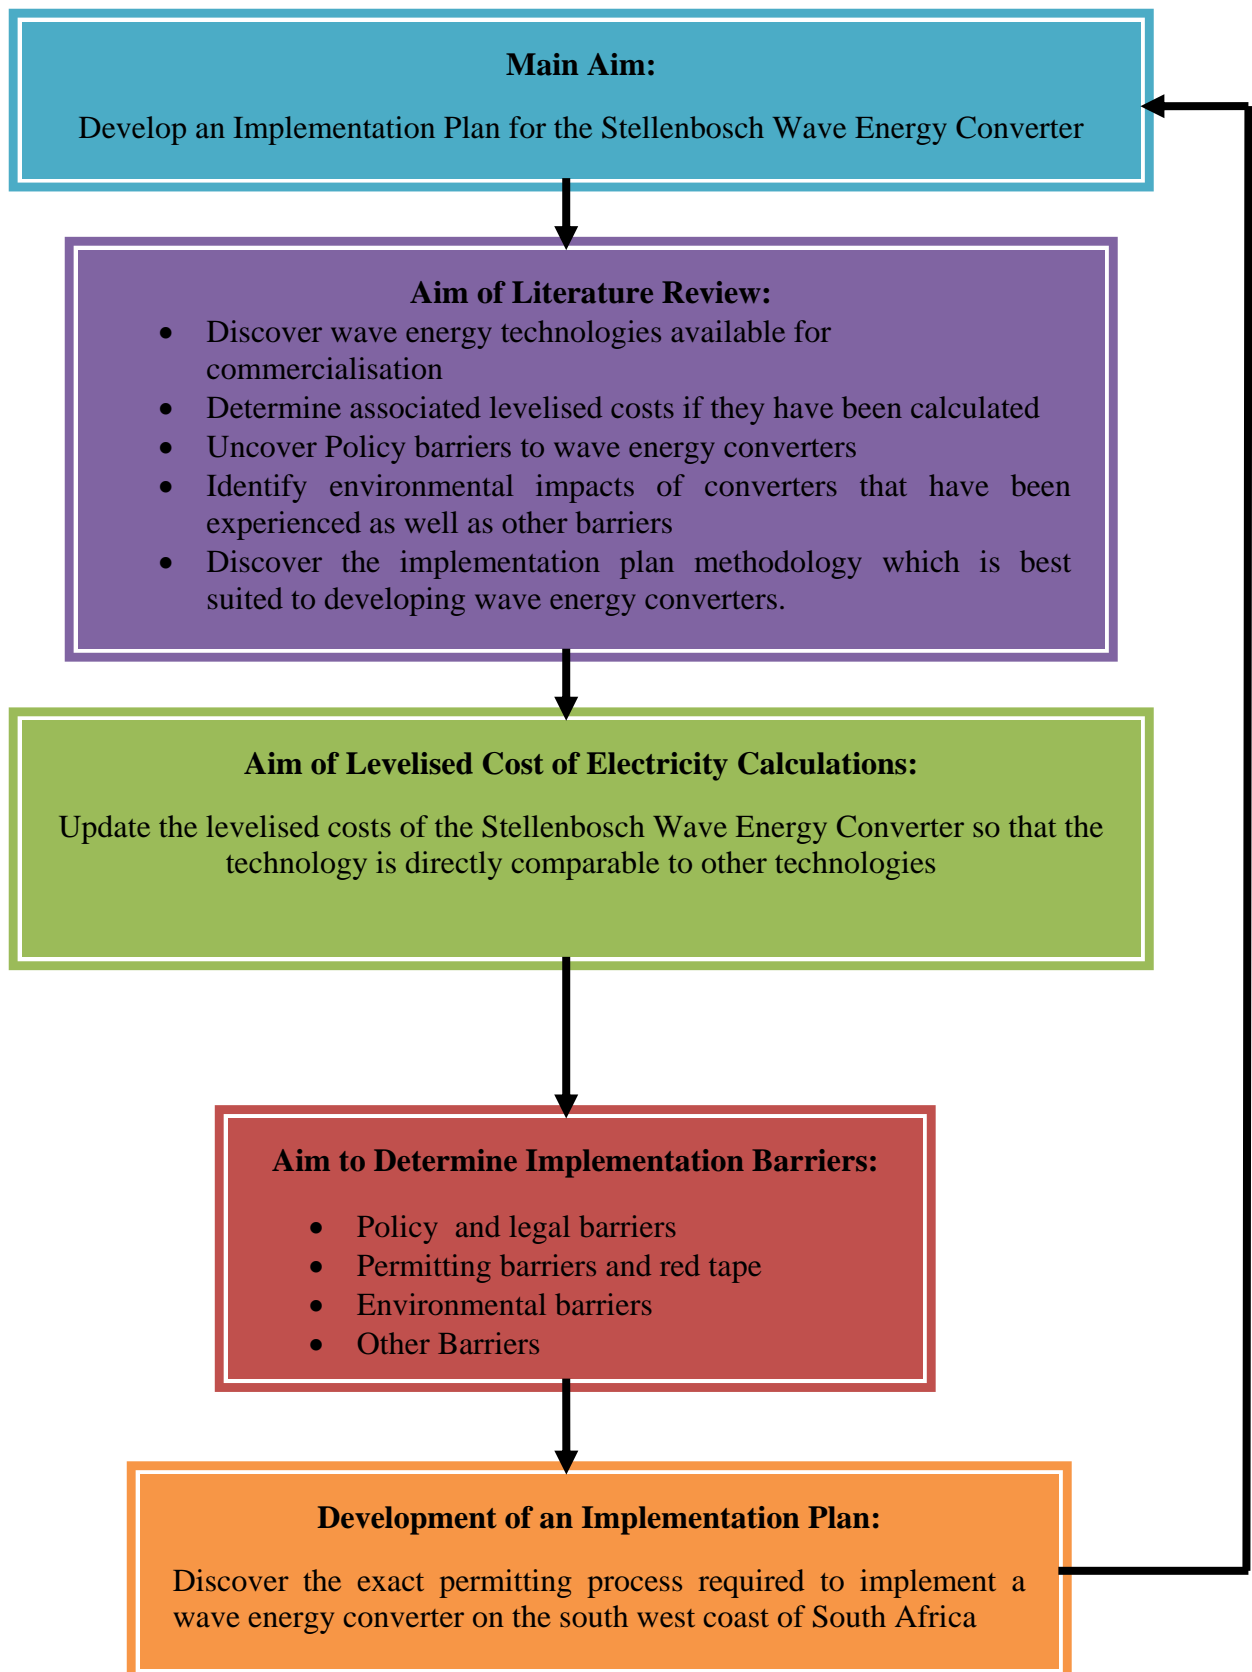 Main Aim:
Develop an Implementation Plan for the Stellenbosch Wave Energy Converter
Aim of Literature Review:
• Discover wave energy technologies available for
commercialisation
• Determine associated levelised costs if they have been calculated
• Uncover Policy barriers to wave energy converters
• Identify environmental impacts of converters that have been
experienced as well as other barriers
• Discover the implementation plan methodology which is best
suited to developing wave energy converters.
Aim of Levelised Cost of Electricity Calculations:
Update the levelised costs of the Stellenbosch Wave Energy Converter so that the
technology is directly comparable to other technologies
Aim to Determine Implementation Barriers:
• Policy  and legal barriers
• Permitting barriers and red tape
• Environmental barriers
• Other Barriers
Development of an Implementation Plan:
Discover the exact permitting process required to implement a
wave energy converter on the south west coast of South Africa